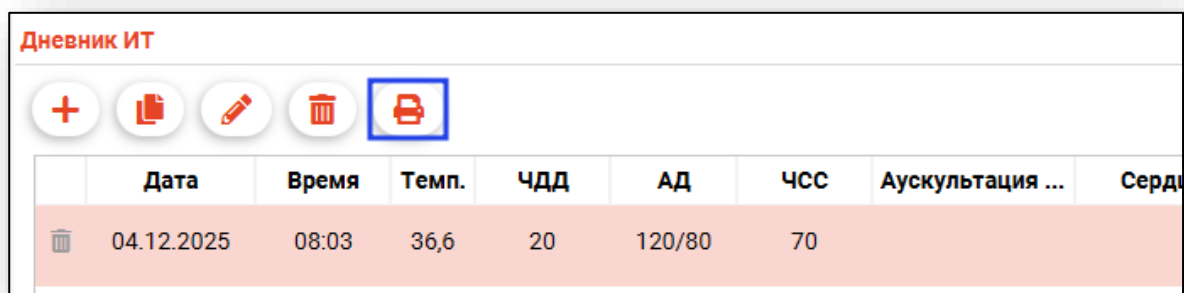 Дневник ИТ
Дата Время Темп. ЧДД АД ЧСС Аускультация ...
04.12.2025 08:03 36,6 20 120/80 70